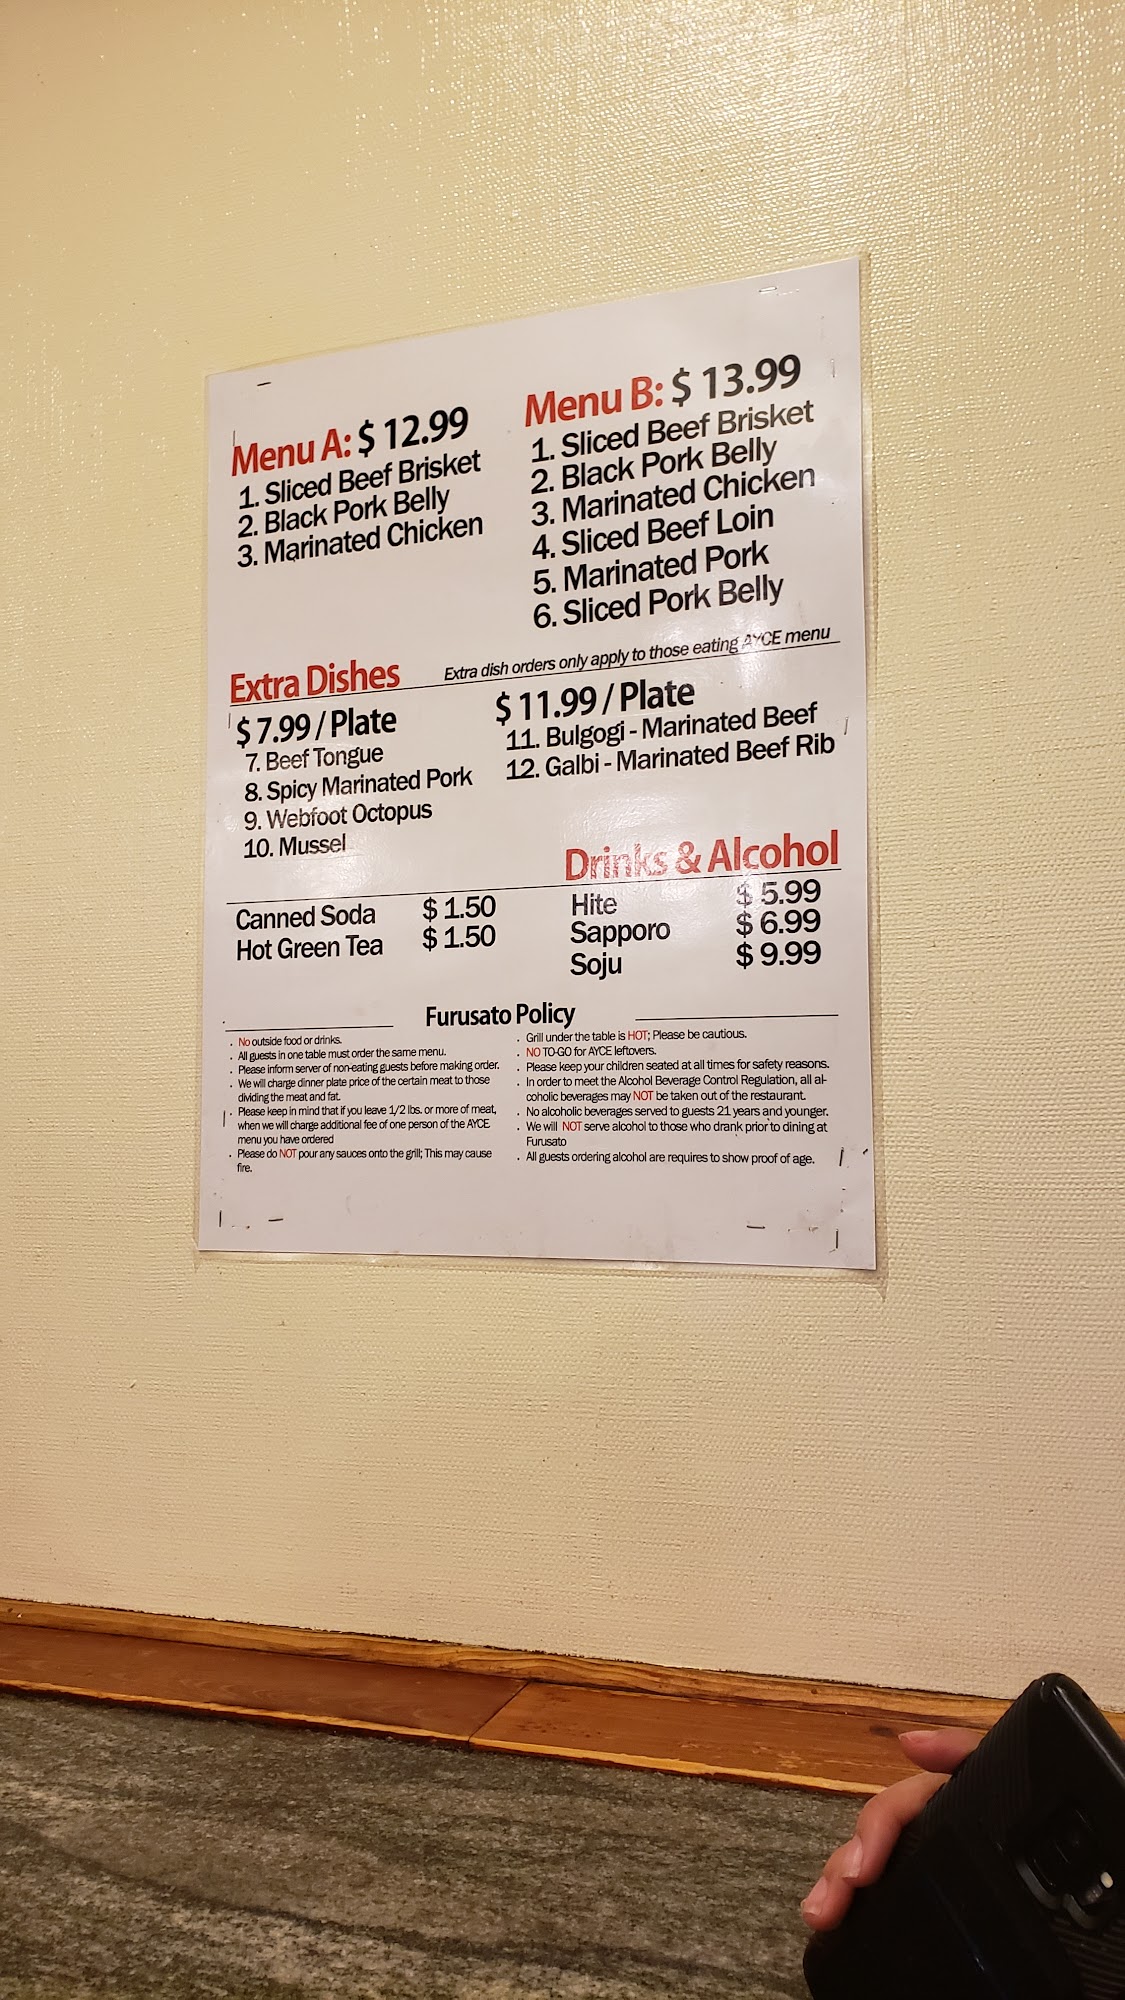 Menu A: $ 12.99
1. Sliced Beef Brisket
2. Black Pork Belly
3. Marinated Chicken
Menu B: $ 13.99
1. Sliced Beef Brisket
2. Black Pork Belly
3. Marinated Chicken
4. Sliced Beef Loin
5. Marinated Pork
6. Sliced Pork Belly
Extra Dishes
Extra dish orders only apply to those eating AYCE menu
$ 7.99 / Plate
7. Beef Tongue
8. Spicy Marinated Pork
9. Webfoot Octopus
10. Mussel
$ 11.99 / Plate
11. Bulgogi - Marinated Beef
12. Galbi - Marinated Beef Rib
Drinks & Alcohol
Canned Soda $ 1.50
Hot Green Tea $ 1.50
Hite $ 5.99
Sapporo $ 6.99
Soju $ 9.99
Furusato Policy
. No outside food or drinks.
. All guests in one table must order the same menu.
. Please inform server of non-eating guests before making order.
. We will charge dinner plate price of the certain meat to those
dividing the meat and fat.
. Please keep in mind that if you leave 1/2 lbs. or more of meat,
when we will charge additional fee of one person of the AYCE
menu you have ordered
. Please do NOT pour any sauces onto the grill; This may cause
fire.
. Grill under the table is HOT; Please be cautious.
. NO TO-GO for AYCE leftovers.
. Please keep your children seated at all times for safety reasons.
. In order to meet the Alcohol Beverage Control Regulation, all al-
coholic beverages may NOT be taken out of the restaurant.
. No alcoholic beverages served to guests 21 years and younger.
. We will NOT serve alcohol to those who drank prior to dining at
Furusato
. All guests ordering alcohol are requires to show proof of age.